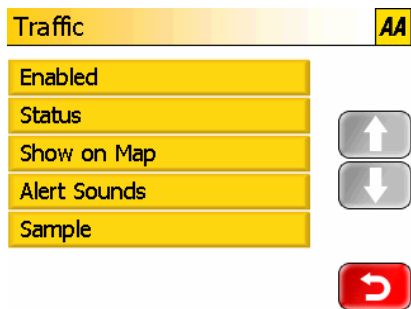 Traffic
AA
Enabled
Status
Show on Map
Alert Sounds
Sample